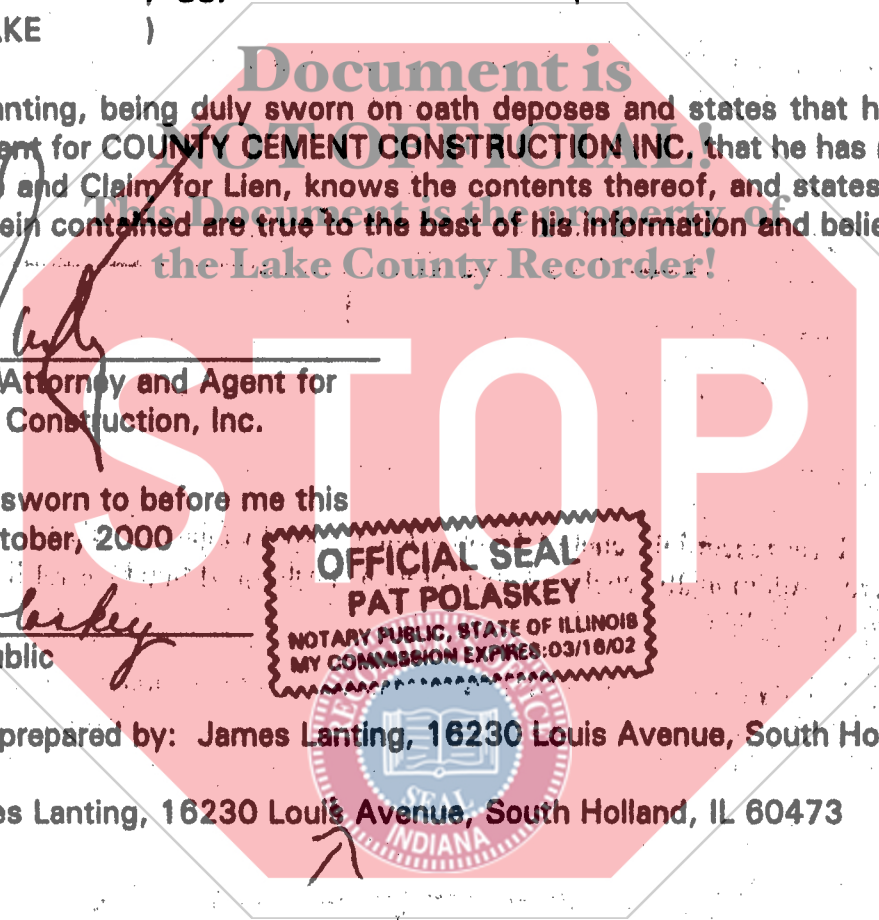 AKE )
Document is
anting, being duly sworn on oath deposes and states that h
ent for COUNTY CEMENT CONSTRUCTION INC. that he has
NOT OFFICIAL!
and Claim for Lien, knows the contents thereof, and states
This Document is the property of
ein contained are true to the best of his information and belie
the Lake County Recorder!
STOP
Attorney and Agent for
Construction, Inc.
sworn to before me this
tober, 2000
OFFICIAL SEAL
PAT POLASKEY
NOTARY PUBLIC, STATE OF ILLINOIS
MY COMMISSION EXPIRES:03/16/02
laskey
ublic
prepared by: James Lanting, 16230 Louis Avenue, South Ho
es Lanting, 16230 Louis Avenue, South Holland, IL 60473
SEAL
INDIANA